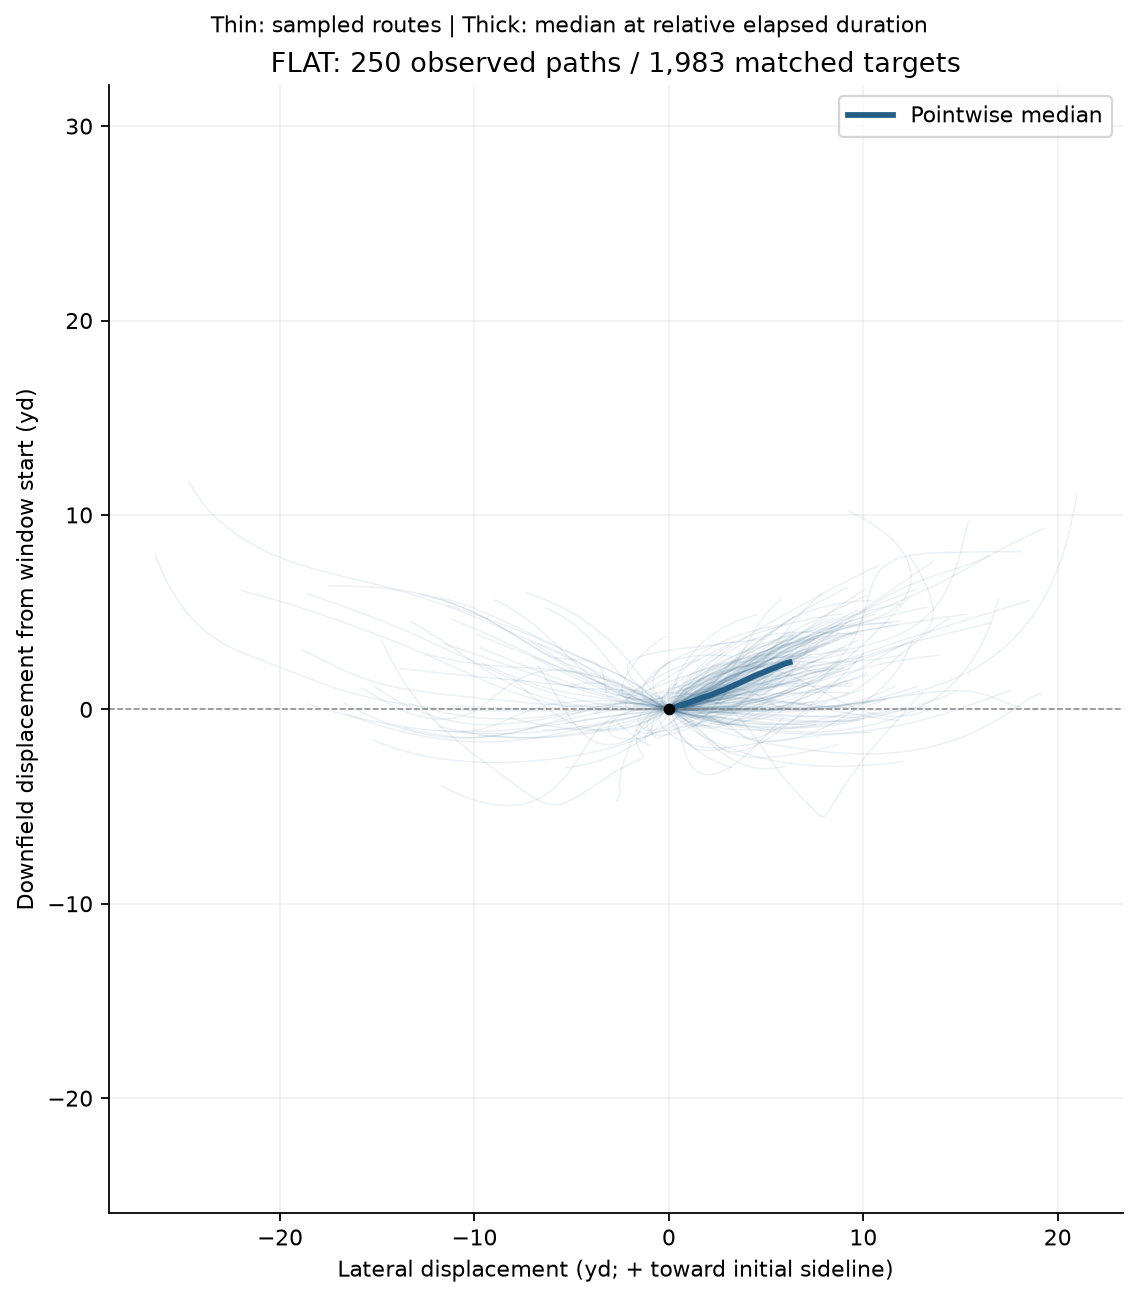 Thin: sampled routes | Thick: median at relative elapsed duration
FLAT: 250 observed paths / 1,983 matched targets
Pointwise median
30
20
10
0
−10
−20
Downfield displacement from window start (yd)
−20
−10
0
10
20
Lateral displacement (yd; + toward initial sideline)